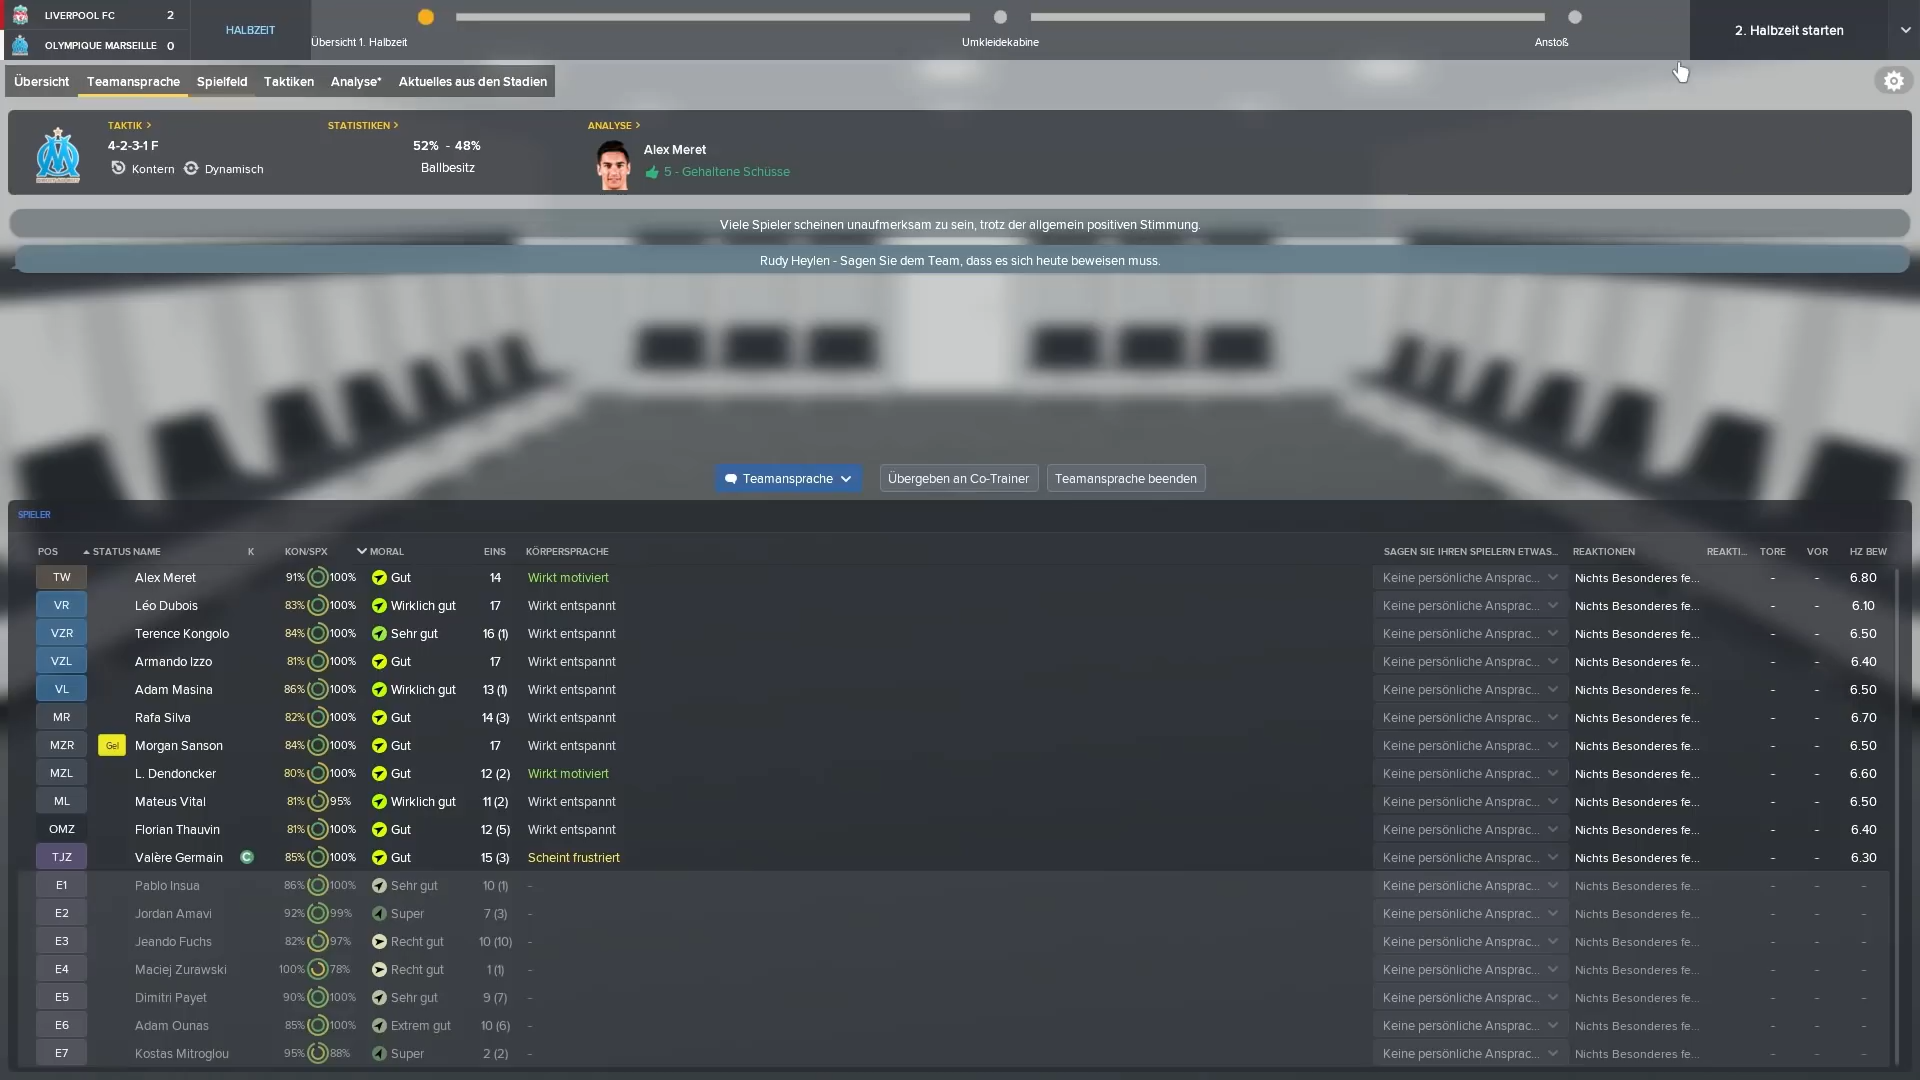 LIVERPOOL FC 2
OLYMPIQUE MARSEILLE 0
HALBZEIT
Übersicht 1. Halbzeit
Umkleidekabine
Anstoß
2. Halbzeit starten
Übersicht Teamansprache Spielfeld Taktiken Analyse* Aktuelles aus den Stadien
TAKTIK >
4-2-3-1 F
Kontern Dynamisch
STATISTIKEN >
52% - 48%
Ballbesitz
ANALYSE >
Alex Meret
5 - Gehaltene Schüsse
Viele Spieler scheinen unaufmerksam zu sein, trotz der allgemein positiven Stimmung.
Rudy Heylen - Sagen Sie dem Team, dass es sich heute beweisen muss.
Teamansprache Übergeben an Co-Trainer Teamansprache beenden
SPIELER
POS STATUS NAME K KON/SPX MORAL EINS KÖRPERSPRACHE SAGEN SIE IHREN SPIELERN ETWAS... REAKTIONEN REAKTI... TORE VOR HZ BEW
TW Alex Meret 91% 100% Gut 14 Wirkt motiviert Keine persönliche Ansprac... Nichts Besonderes fe... - - 6.80
VR Léo Dubois 83% 100% Wirklich gut 17 Wirkt entspannt Keine persönliche Ansprac... Nichts Besonderes fe... - - 6.10
VZR Terence Kongolo 84% 100% Sehr gut 16 (1) Wirkt entspannt Keine persönliche Ansprac... Nichts Besonderes fe... - - 6.50
VZL Armando Izzo 81% 100% Gut 17 Wirkt entspannt Keine persönliche Ansprac... Nichts Besonderes fe... - - 6.40
VL Adam Masina 86% 100% Wirklich gut 13 (1) Wirkt entspannt Keine persönliche Ansprac... Nichts Besonderes fe... - - 6.50
MR Rafa Silva 82% 100% Gut 14 (3) Wirkt entspannt Keine persönliche Ansprac... Nichts Besonderes fe... - - 6.70
MZR Gel Morgan Sanson 84% 100% Gut 17 Wirkt entspannt Keine persönliche Ansprac... Nichts Besonderes fe... - - 6.50
MZL L. Dendoncker 80% 100% Gut 12 (2) Wirkt motiviert Keine persönliche Ansprac... Nichts Besonderes fe... - - 6.60
ML Mateus Vital 81% 95% Wirklich gut 11 (2) Wirkt entspannt Keine persönliche Ansprac... Nichts Besonderes fe... - - 6.50
OMZ Florian Thauvin 81% 100% Gut 12 (5) Wirkt entspannt Keine persönliche Ansprac... Nichts Besonderes fe... - - 6.40
TJZ Valère Germain C 85% 100% Gut 15 (3) Scheint frustriert Keine persönliche Ansprac... Nichts Besonderes fe... - - 6.30
E1 Pablo Insua 86% 100% Sehr gut 10 (1) - Keine persönliche Ansprac... Nichts Besonderes fe... - - -
E2 Jordan Amavi 92% 99% Super 7 (3) - Keine persönliche Ansprac... Nichts Besonderes fe... - - -
E3 Jeando Fuchs 82% 97% Recht gut 10 (10) - Keine persönliche Ansprac... Nichts Besonderes fe... - - -
E4 Maciej Zurawski 100% 78% Recht gut 1 (1) - Keine persönliche Ansprac... Nichts Besonderes fe... - - -
E5 Dimitri Payet 90% 100% Sehr gut 9 (7) - Keine persönliche Ansprac... Nichts Besonderes fe... - - -
E6 Adam Ounas 85% 100% Extrem gut 10 (6) - Keine persönliche Ansprac... Nichts Besonderes fe... - - -
E7 Kostas Mitroglou 95% 88% Super 2 (2) - Keine persönliche Ansprac... Nichts Besonderes fe... - - -